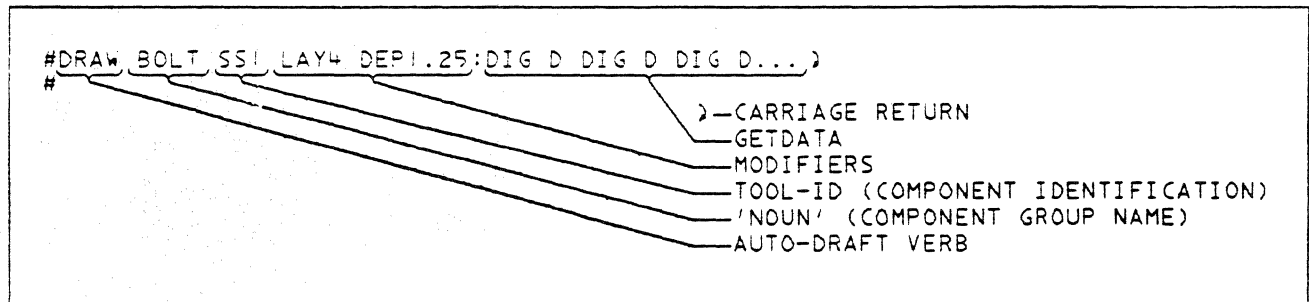 #DRAW BOLT SS1 LAY4 DEP1.25:DIG D DIG D DIG D...)
#
)—CARRIAGE RETURN
GETDATA
MODIFIERS
TOOL-ID (COMPONENT IDENTIFICATION)
'NOUN' (COMPONENT GROUP NAME)
AUTO-DRAFT VERB